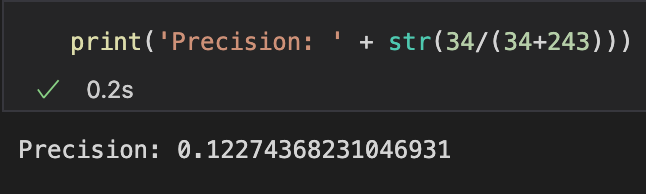 print('Precision: ' + str(34/(34+243)))
0.2s
Precision: 0.12274368231046931